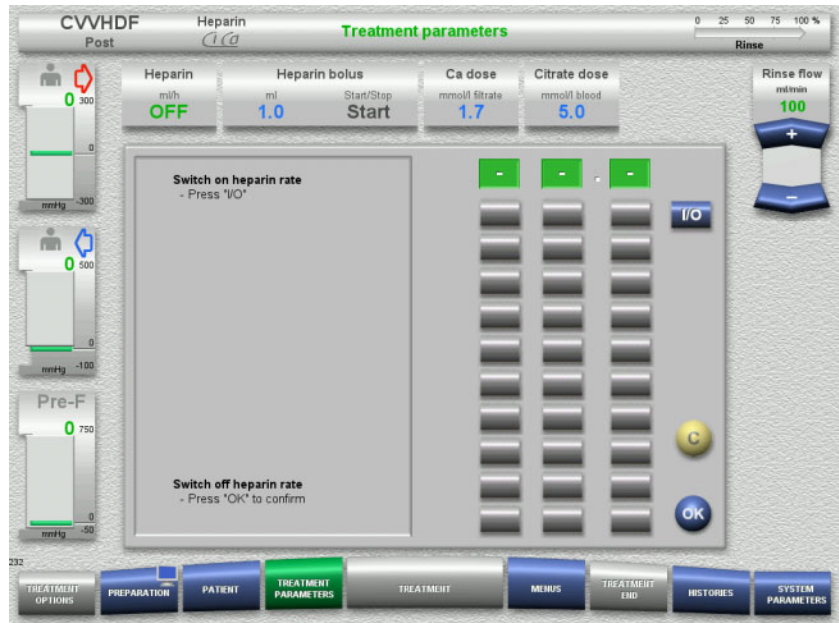 CVVHDF
Post
Heparin
Ci Ca
Treatment parameters
0 25 50 75 100 %
Rinse
0 300
0
mmHg -300
0 500
0
mmHg -100
Pre-F
0 750
0
mmHg -50
Heparin
ml/h
OFF
Heparin bolus
ml Start/Stop
1.0 Start
Ca dose
mmol/l filtrate
1.7
Citrate dose
mmol/l blood
5.0
Rinse flow
ml/min
100
+
–
Switch on heparin rate
- Press "I/O"
- - . -
I/O
C
Switch off heparin rate
- Press "OK" to confirm
OK
232
TREATMENT
OPTIONS
PREPARATION
PATIENT
TREATMENT
PARAMETERS
TREATMENT
MENUS
TREATMENT
END
HISTORIES
SYSTEM
PARAMETERS